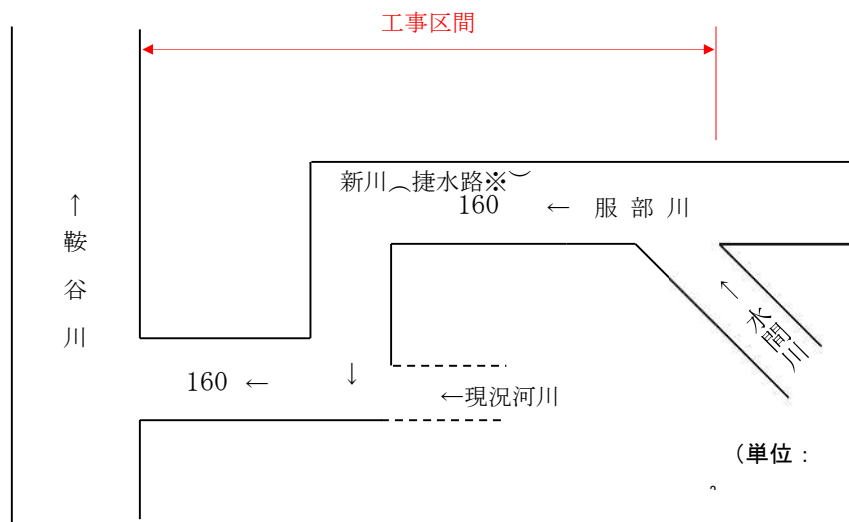 工事区間
新川（捷水路※）
160 ← 服部川
↑
鞍谷川
↑
水間川
160 ←
↓
←現況河川
（単位：